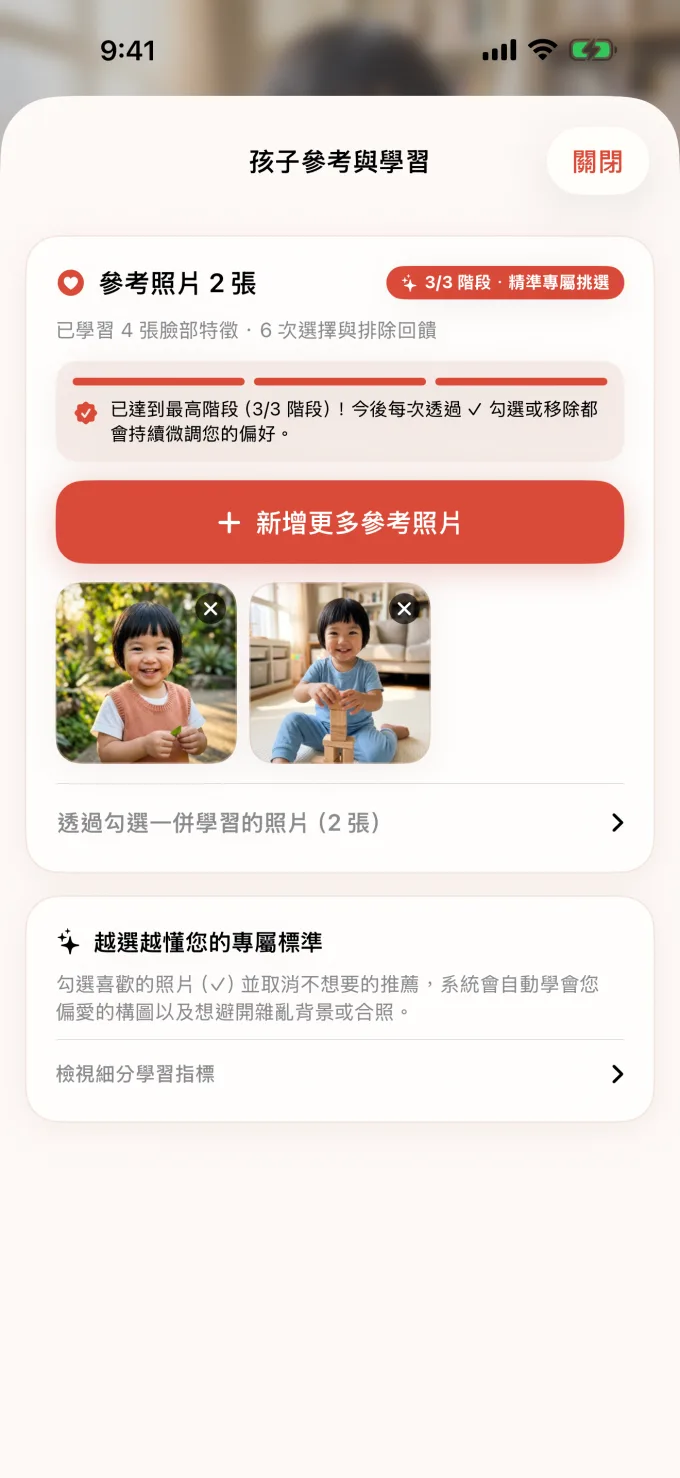 9:41
孩子參考與學習
關閉
參考照片 2 張
3/3 階段 · 精準專屬挑選
已學習 4 張臉部特徵 · 6 次選擇與排除回饋
已達到最高階段 (3/3 階段)!今後每次透過 ✓ 勾選或移除都
會持續微調您的偏好。
+ 新增更多參考照片
透過勾選一併學習的照片 (2 張)
越選越懂您的專屬標準
勾選喜歡的照片 (✓) 並取消不想要的推薦，系統會自動學會您
偏愛的構圖以及想避開雜亂背景或合照。
檢視細分學習指標